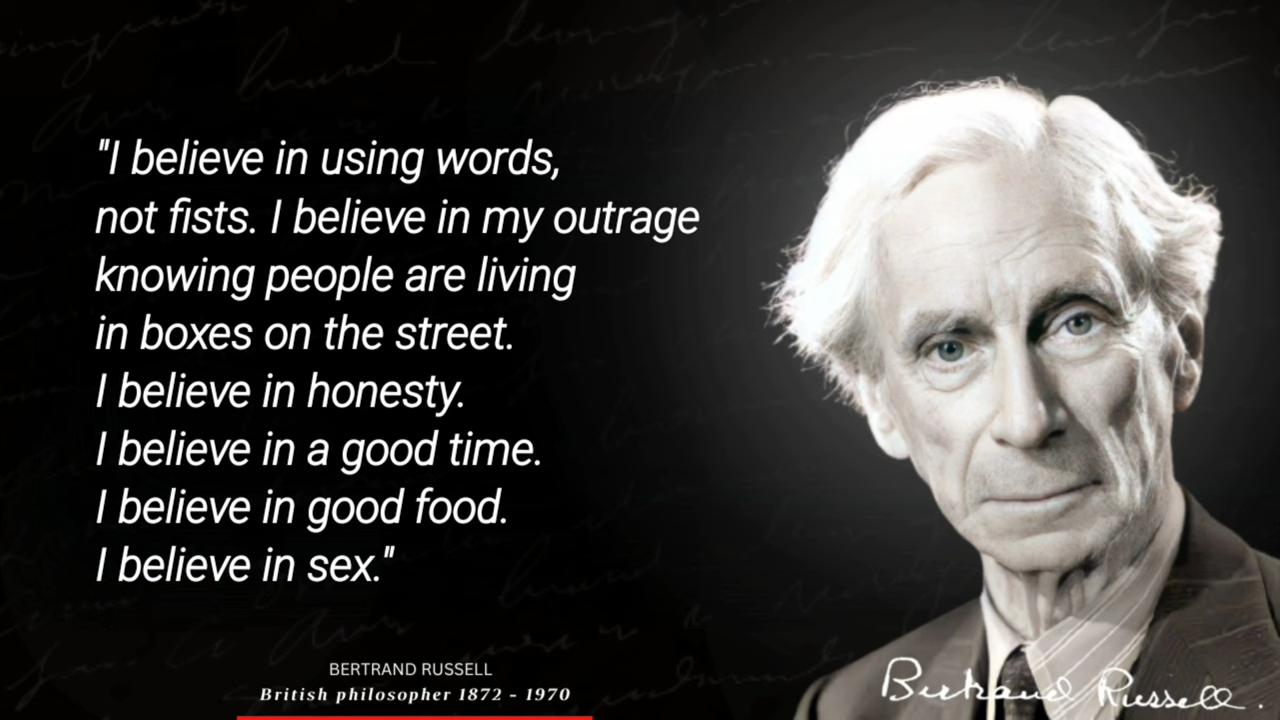 "I believe in using words,
not fists. I believe in my outrage
knowing people are living
in boxes on the street.
I believe in honesty.
I believe in a good time.
I believe in good food.
I believe in sex."
BERTRAND RUSSELL
British philosopher 1872 - 1970
Bertrand Russell.